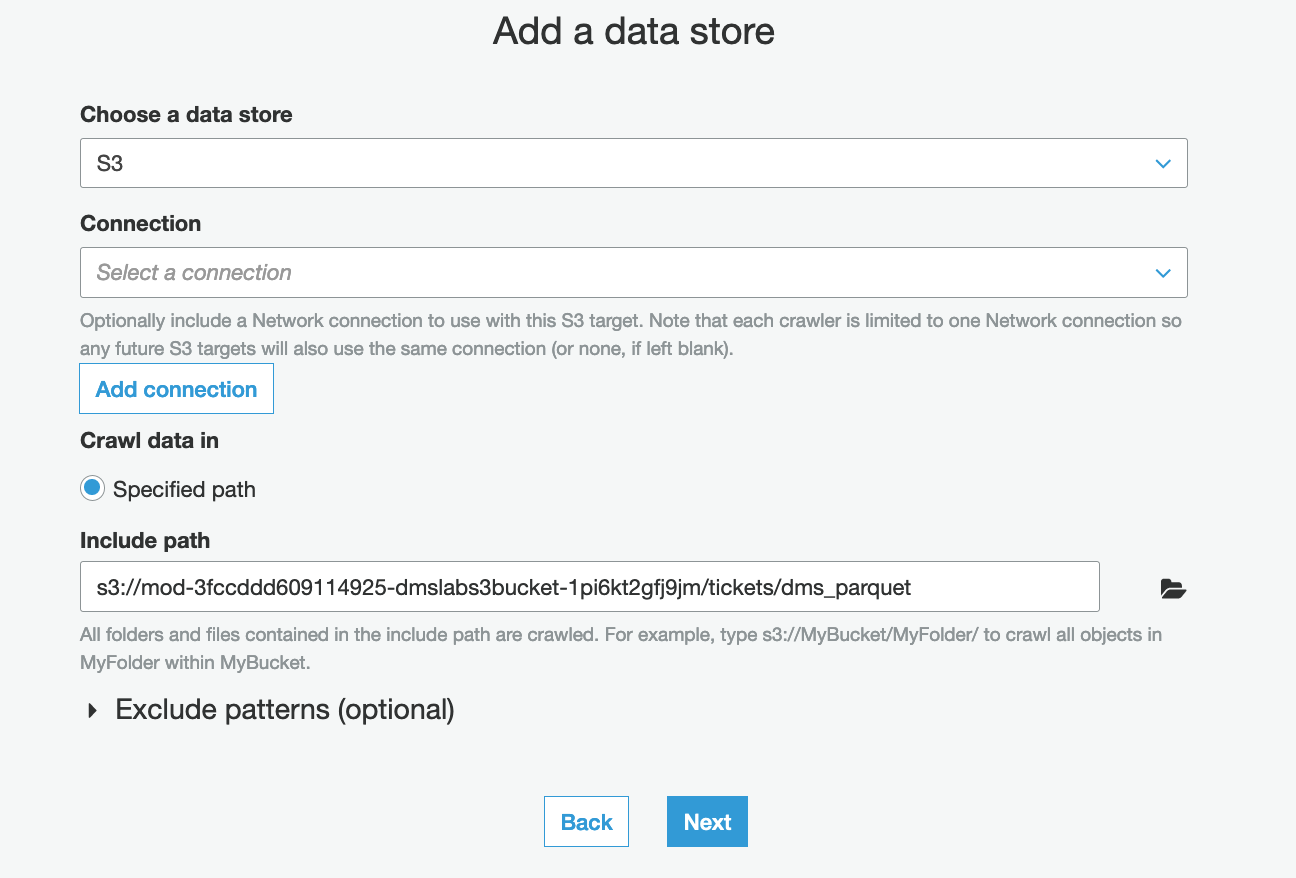 Add a data store
Choose a data store
S3
Connection
Select a connection
Optionally include a Network connection to use with this S3 target. Note that each crawler is limited to one Network connection so
any future S3 targets will also use the same connection (or none, if left blank).
Add connection
Crawl data in
Specified path
Include path
s3://mod-3fccddd609114925-dmslabs3bucket-1pi6kt2gfj9jm/tickets/dms_parquet
All folders and files contained in the include path are crawled. For example, type s3://MyBucket/MyFolder/ to crawl all objects in
MyFolder within MyBucket.
Exclude patterns (optional)
Back
Next